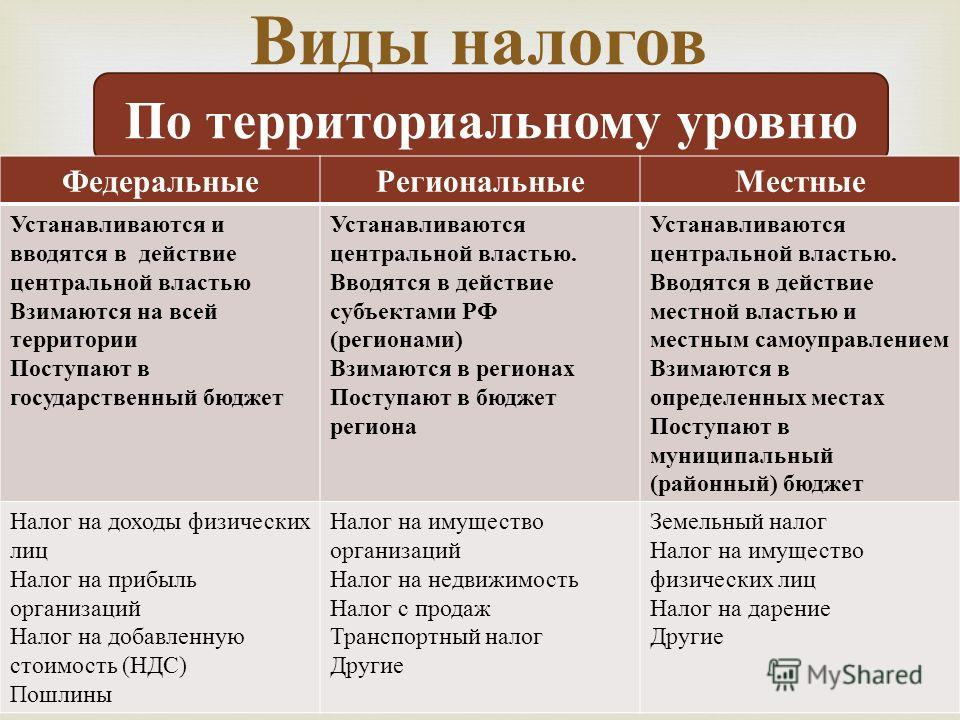 Виды налогов
По территориальному уровню
Федеральные
Региональные
Местные
Устанавливаются и
вводятся в действие
центральной властью
Взимаются на всей
территории
Поступают в
государственный бюджет
Устанавливаются
центральной властью.
Вводятся в действие
субъектами РФ
(регионами)
Взимаются в регионах
Поступают в бюджет
региона
Устанавливаются
центральной властью.
Вводятся в действие
местной властью и
местным самоуправлением
Взимаются в
определенных местах
Поступают в
муниципальный
(районный) бюджет
Налог на доходы физических
лиц
Налог на прибыль
организаций
Налог на добавленную
стоимость (НДС)
Пошлины
Налог на имущество
организаций
Налог на недвижимость
Налог с продаж
Транспортный налог
Другие
Земельный налог
Налог на имущество
физических лиц
Налог на дарение
Другие
MyShared